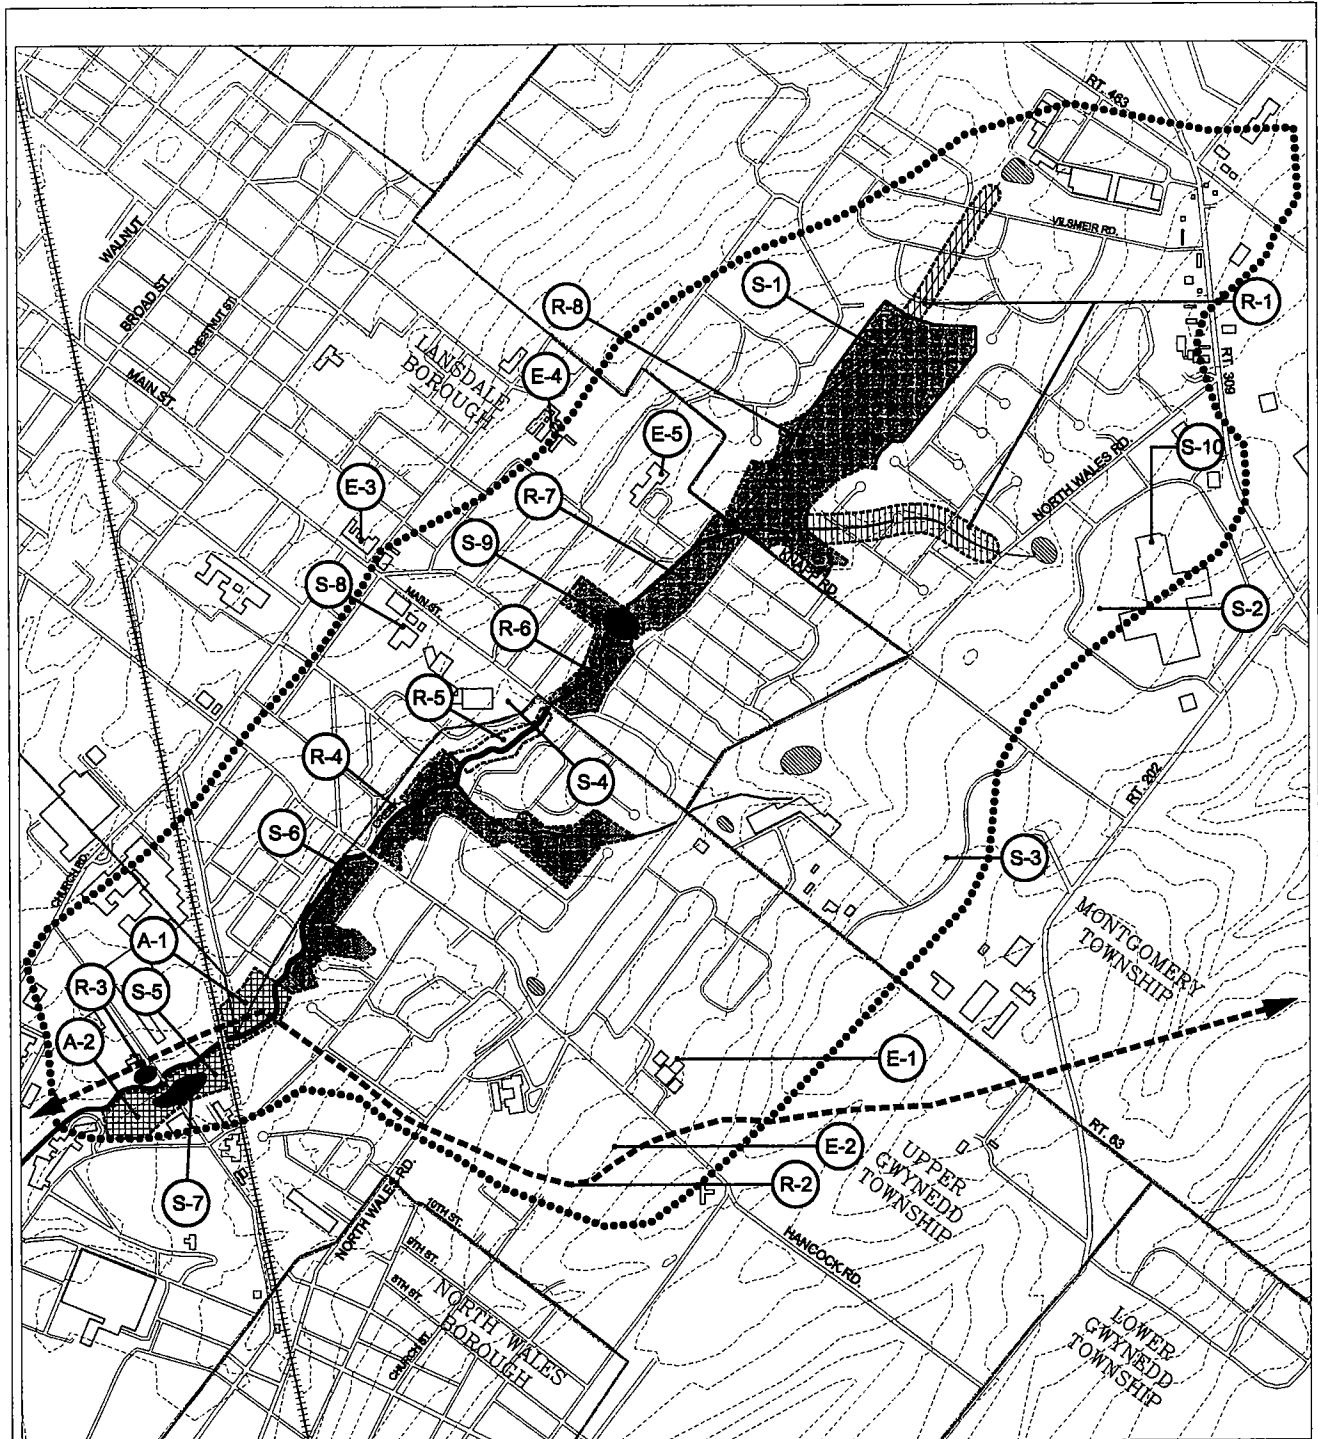 RT. 463
VILSMEIR RD.
WALNUT
BROAD ST.
CHESTNUT ST.
MAIN ST.
LANSDALE
BOROUGH
S-1
R-8
R-1
RT. 309
E-4
E-5
S-10
NORTH WALES RD.
E-3
R-7
S-9
KNAPP RD.
S-8
MAIN ST.
S-2
R-6
R-5
R-4
S-4
RT. 202
S-6
S-3
CHURCH RD.
MONTGOMERY
TOWNSHIP
A-1
R-3
S-5
A-2
E-1
E-2
RT. 63
UPPER
GWYNEDD
TOWNSHIP
R-2
S-7
NORTH WALES RD.
10TH ST.
9TH ST.
8TH ST.
CHURCH ST.
HANCOCK RD.
NORTH WALES
BOROUGH
LOWER
GWYNEDD
TOWNSHIP